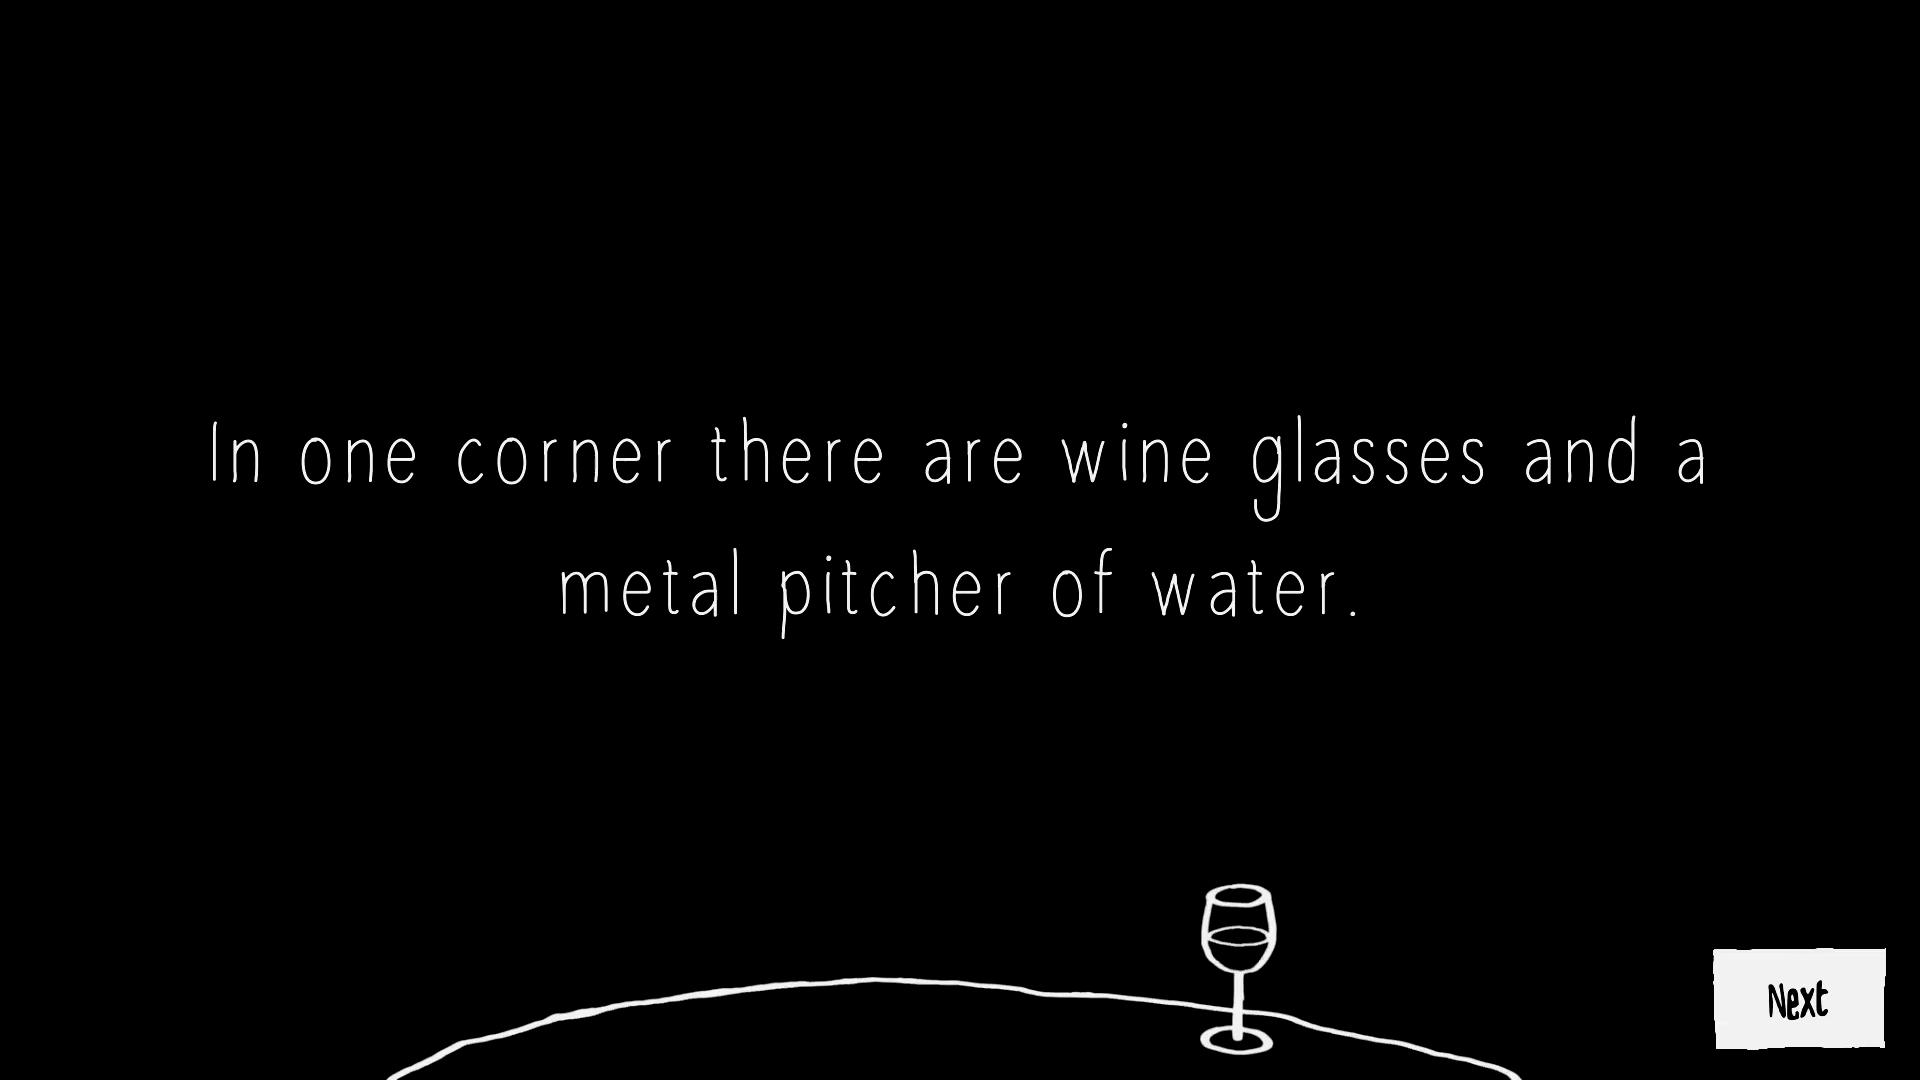 In one corner there are wine glasses and a
metal pitcher of water.
Next